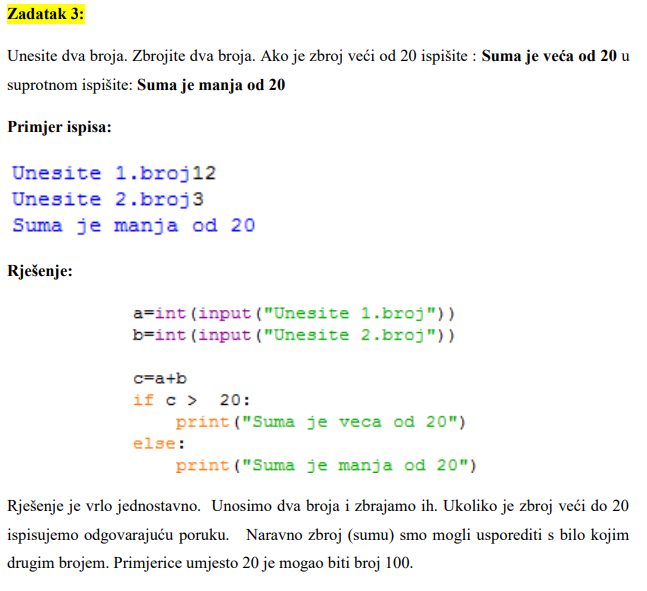 Zadatak 3:
Unesite dva broja. Zbrojite dva broja. Ako je zbroj veći od 20 ispišite : Suma je veća od 20 u
suprotnom ispišite: Suma je manja od 20
Primjer ispisa:
Unesite 1.broj12
Unesite 2.broj3
Suma je manja od 20
Rješenje:
a=int(input("Unesite 1.broj"))
b=int(input("Unesite 2.broj"))
c=a+b
if c >  20:
    print("Suma je veca od 20")
else:
    print("Suma je manja od 20")
Rješenje je vrlo jednostavno.  Unosimo dva broja i zbrajamo ih. Ukoliko je zbroj veći do 20
ispisujemo odgovarajuću poruku.   Naravno zbroj (sumu) smo mogli usporediti s bilo kojim
drugim brojem. Primjerice umjesto 20 je mogao biti broj 100.